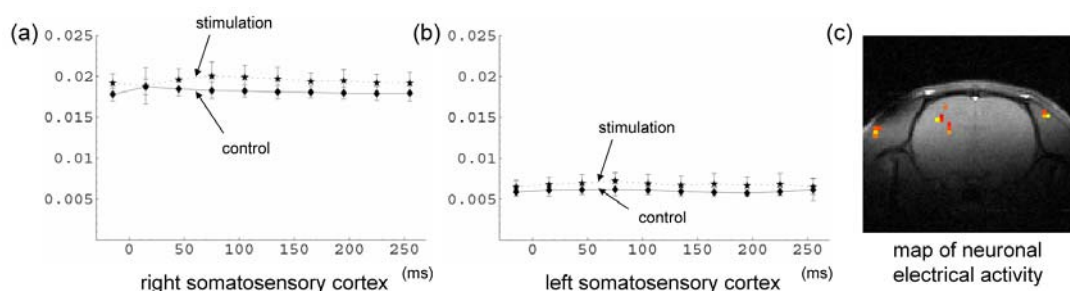 (a)
0.025
0.02
0.015
0.01
0.005
stimulation
control
0 50 100 150 200 250
(ms)
right somatosensory cortex
(b)
0.025
0.02
0.015
0.01
0.005
stimulation
control
0 50 100 150 200 250
(ms)
left somatosensory cortex
(c)
map of neuronal
electrical activity